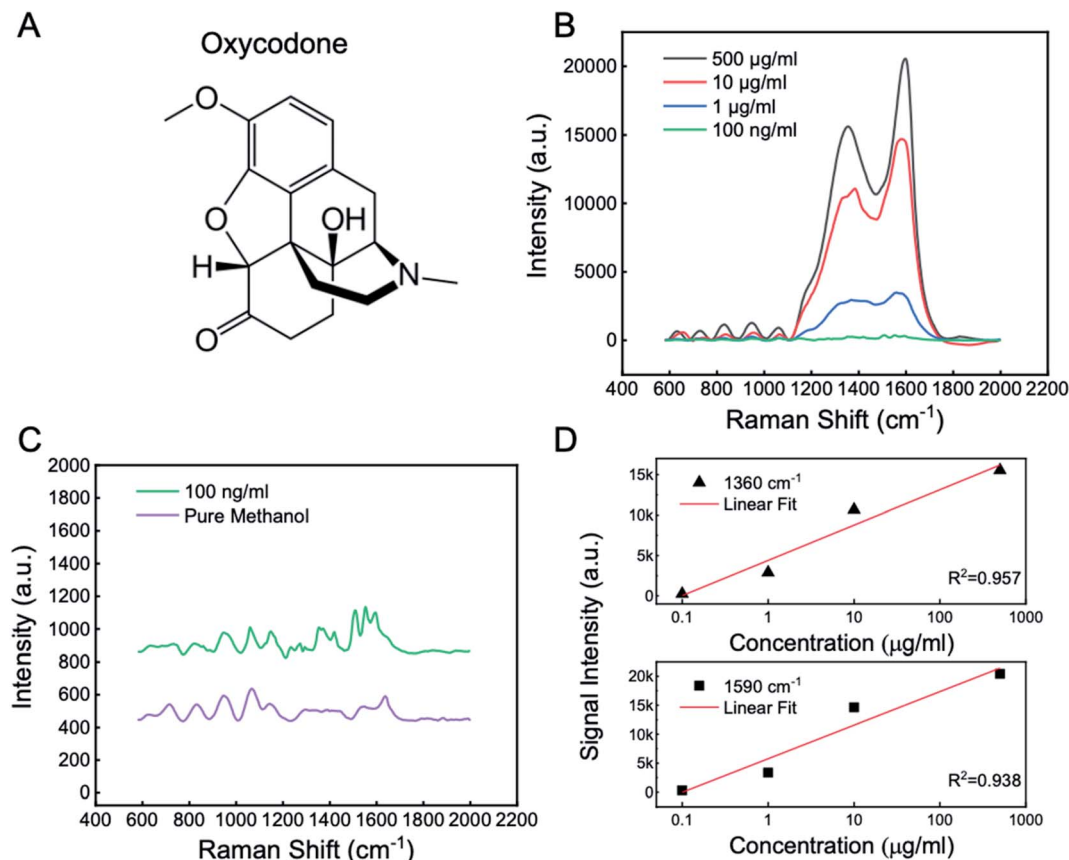 A
Oxycodone
O
O
OH
H
N
O
B
500 µg/ml
10 µg/ml
1 µg/ml
100 ng/ml
20000
15000
10000
5000
0
Intensity (a.u.)
400 600 800 1000 1200 1400 1600 1800 2000 2200
Raman Shift (cm-1)
C
100 ng/ml
Pure Methanol
2000
1800
1600
1400
1200
1000
800
600
400
200
0
Intensity (a.u.)
400 600 800 1000 1200 1400 1600 1800 2000 2200
Raman Shift (cm-1)
D
Signal Intensity (a.u.)
15k
10k
5k
0
1360 cm-1
Linear Fit
R2=0.957
0.1 1 10 100 1000
Concentration (µg/ml)
20k
15k
10k
5k
0
1590 cm-1
Linear Fit
R2=0.938
0.1 1 10 100 1000
Concentration (µg/ml)